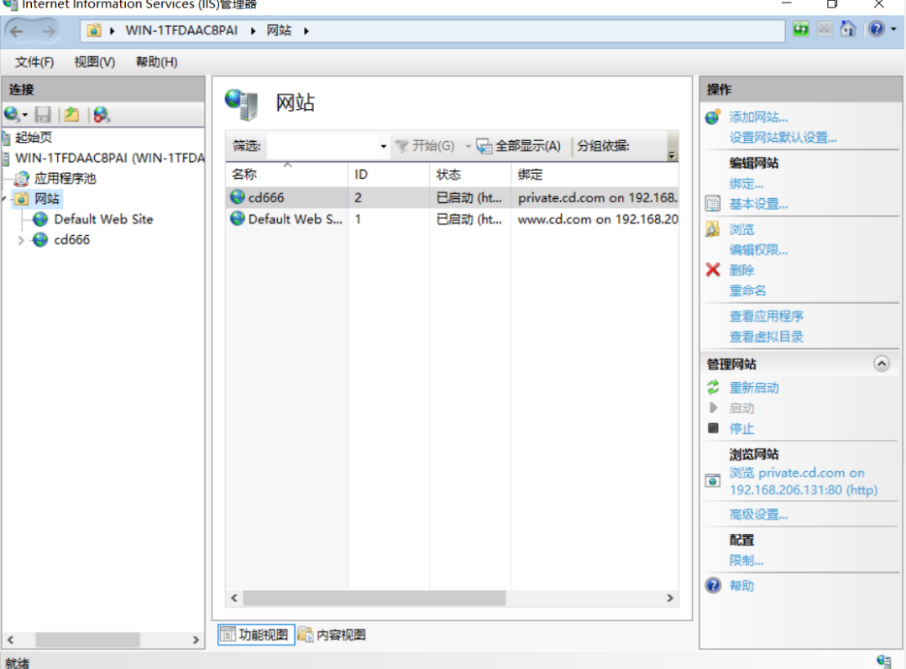 Internet Information Services (IIS)管理器
WIN-1TFDAAC8PAI 网站
文件(F) 视图(V) 帮助(H)
连接
起始页
WIN-1TFDAAC8PAI (WIN-1TFDA
应用程序池
网站
Default Web Site
cd666
网站
筛选: 开始(G) 全部显示(A) 分组依据:
名称 ID 状态 绑定
cd666 2 已启动 (ht... private.cd.com on 192.168.
Default Web S... 1 已启动 (ht... www.cd.com on 192.168.20
功能视图 内容视图
操作
添加网站...
设置网站默认设置...
编辑网站
绑定...
基本设置...
浏览
编辑权限...
删除
重命名
查看应用程序
查看虚拟目录
管理网站
重新启动
启动
停止
浏览网站
浏览 private.cd.com on
192.168.206.131:80 (http)
高级设置...
配置
限制...
帮助
就绪